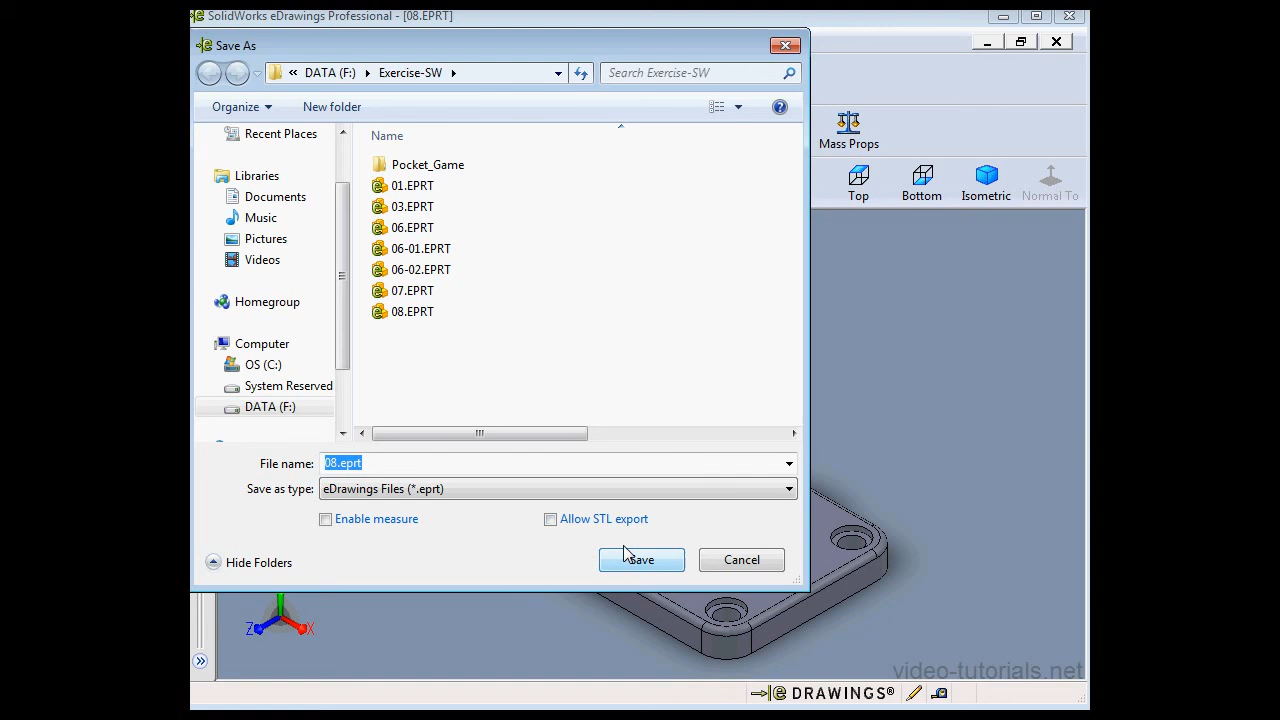 SolidWorks eDrawings Professional - [08.EPRT]
Save As
« DATA (F:) Exercise-SW
Search Exercise-SW
Organize
New folder
Recent Places
Libraries
Documents
Music
Pictures
Videos
Homegroup
Computer
OS (C:)
System Reserved
DATA (F:)
Name
Pocket_Game
01.EPRT
03.EPRT
06.EPRT
06-01.EPRT
06-02.EPRT
07.EPRT
08.EPRT
File name: 08.eprt
Save as type: eDrawings Files (*.eprt)
Enable measure
Allow STL export
Hide Folders
Save
Cancel
Mass Props
Top
Bottom
Isometric
Normal To
Z
X
video-tutorials.net
e DRAWINGS®